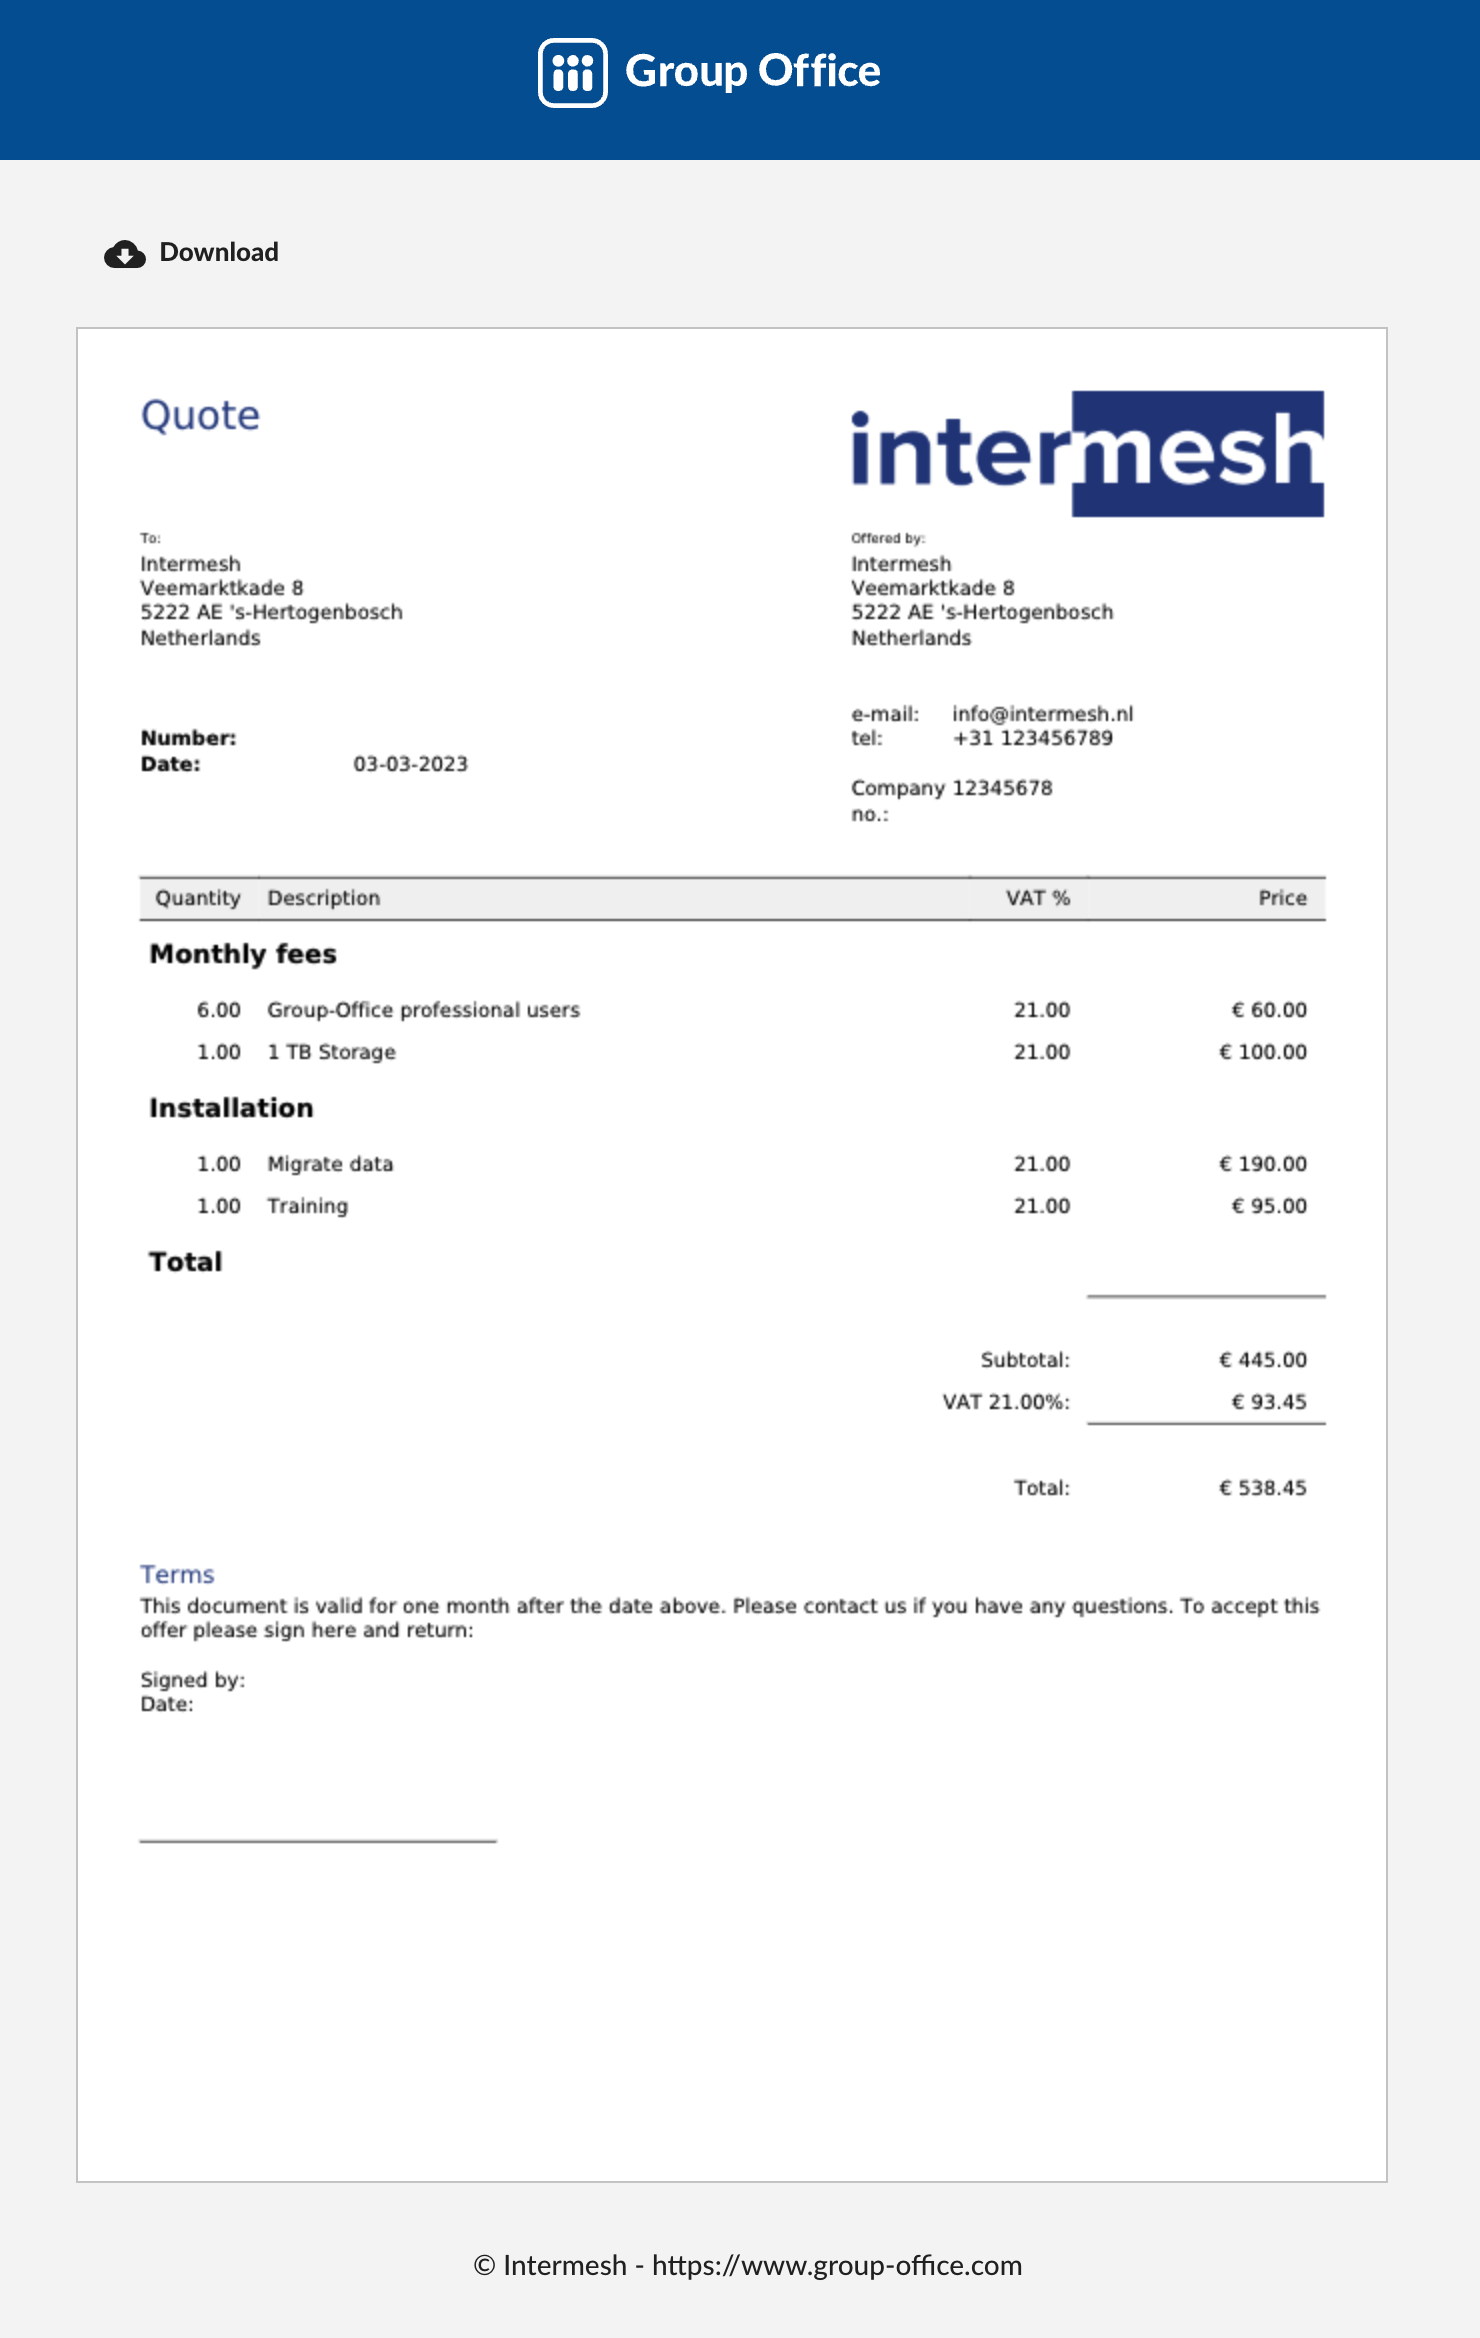 Group Office
Download
Quote
intermesh
To:
Intermesh
Veemarktkade 8
5222 AE 's-Hertogenbosch
Netherlands
Offered by:
Intermesh
Veemarktkade 8
5222 AE 's-Hertogenbosch
Netherlands
e-mail: info@intermesh.nl
tel: +31 123456789
Company 12345678
no.:
Number:
Date: 03-03-2023
Quantity Description VAT % Price
Monthly fees
6.00 Group-Office professional users 21.00 € 60.00
1.00 1 TB Storage 21.00 € 100.00
Installation
1.00 Migrate data 21.00 € 190.00
1.00 Training 21.00 € 95.00
Total
Subtotal: € 445.00
VAT 21.00%: € 93.45
Total: € 538.45
Terms
This document is valid for one month after the date above. Please contact us if you have any questions. To accept this
offer please sign here and return:
Signed by:
Date:
© Intermesh - https://www.group-office.com